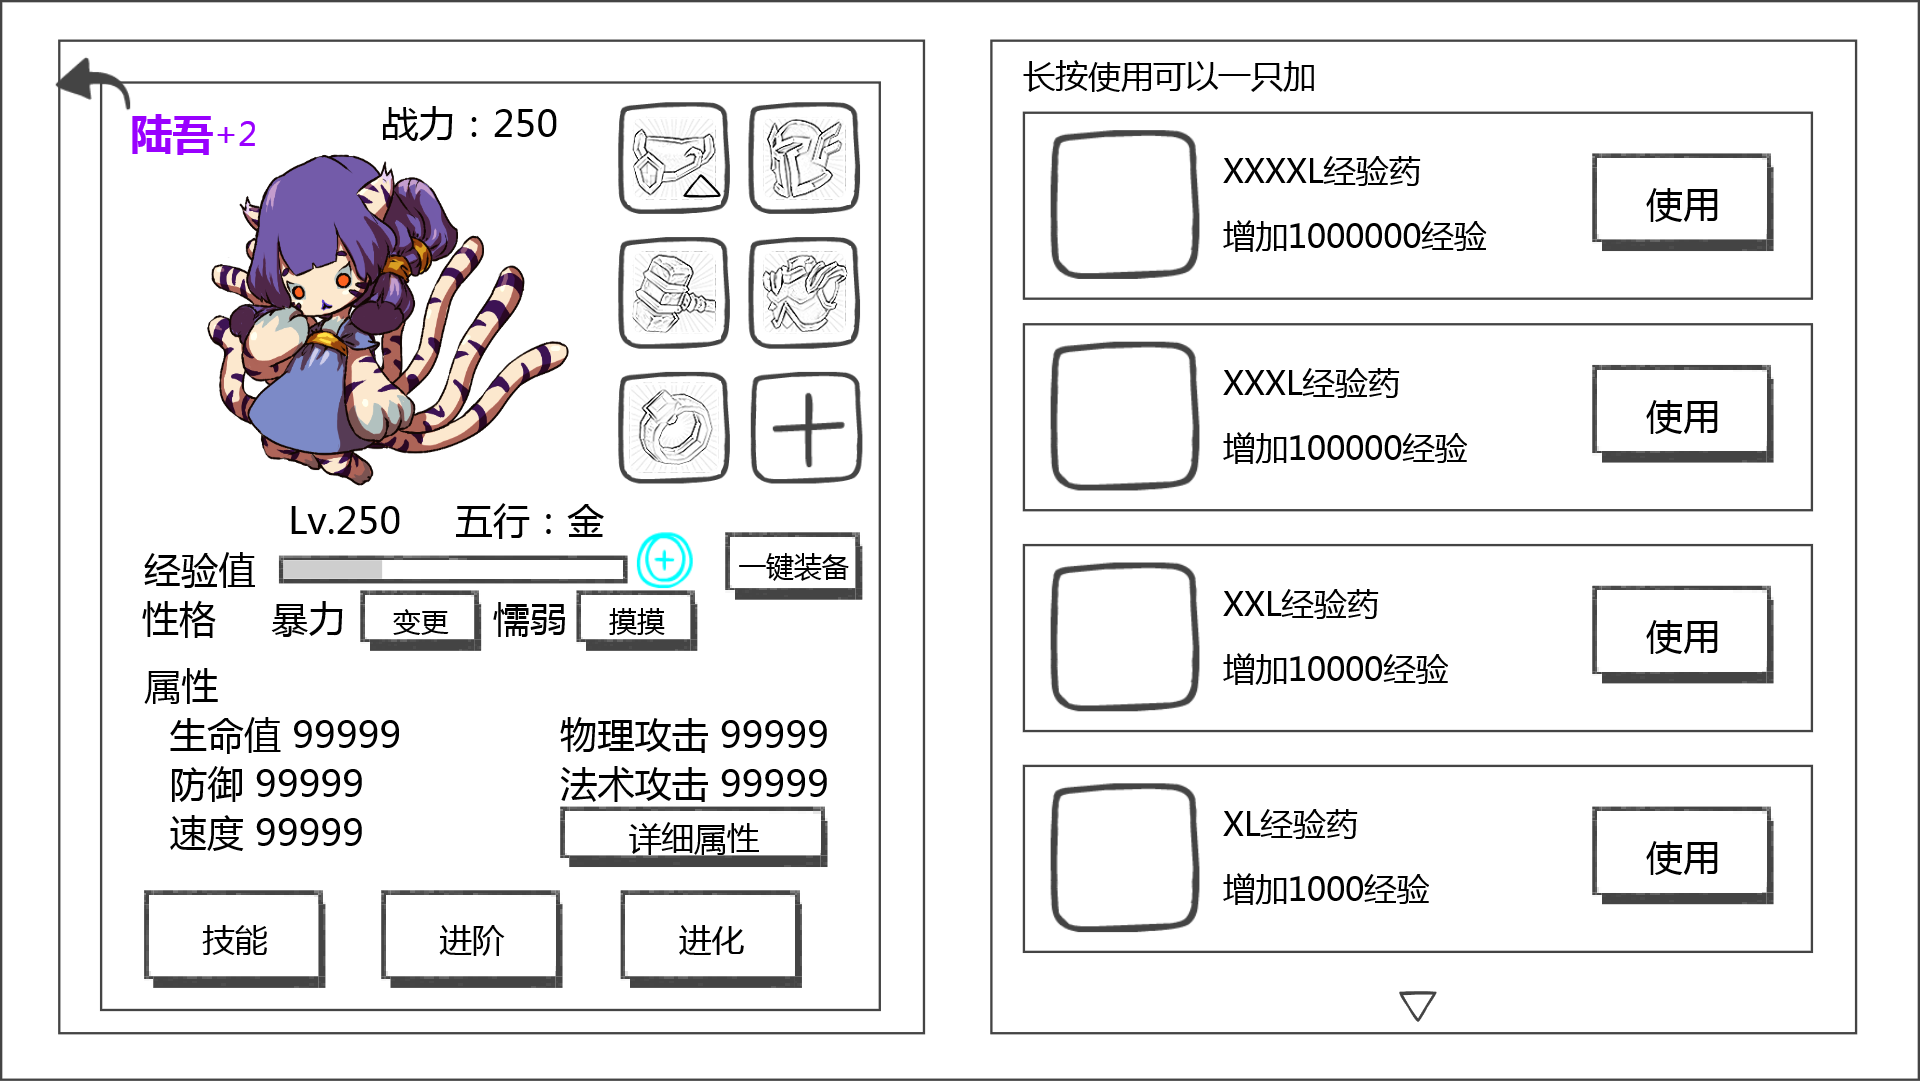 陆吾+2
战力：250
Lv.250 五行：金
经验值
一键装备
性格 暴力 变更 懦弱 摸摸
属性
生命值 99999 物理攻击 99999
防御 99999 法术攻击 99999
速度 99999 详细属性
技能 进阶 进化
长按使用可以一只加
XXXXL经验药
增加1000000经验
使用
XXXL经验药
增加100000经验
使用
XXL经验药
增加10000经验
使用
XL经验药
增加1000经验
使用